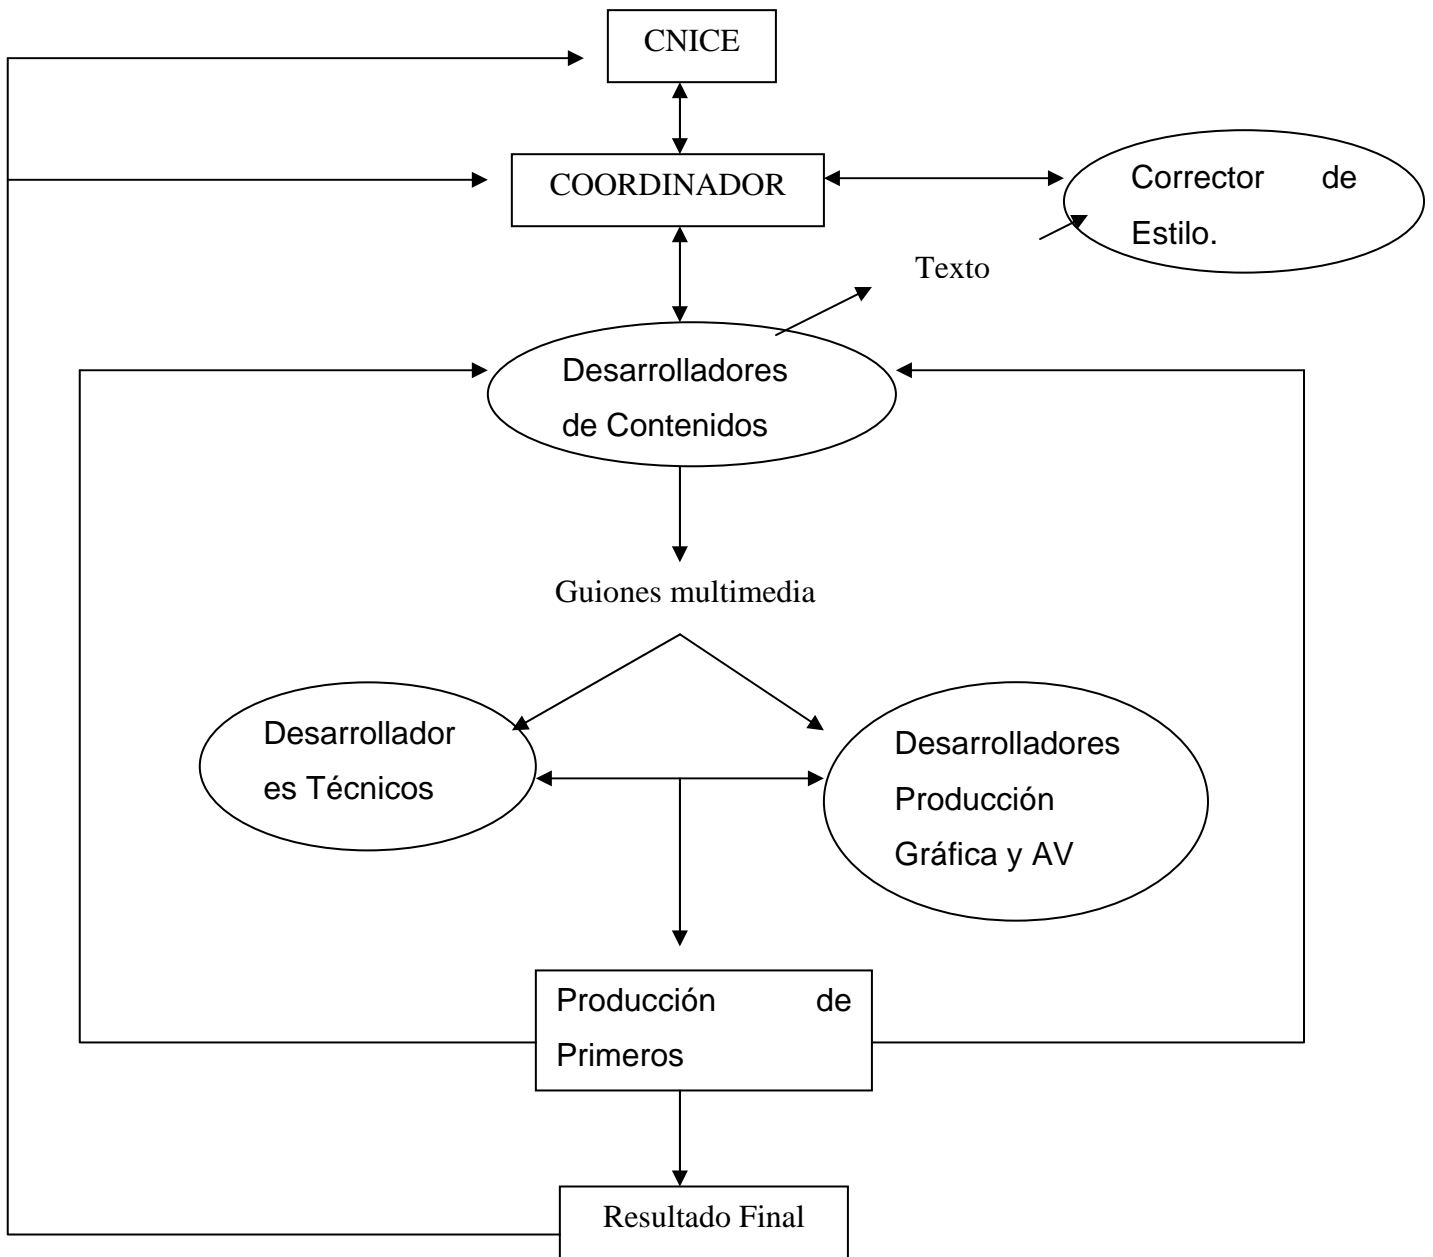 CNICE
COORDINADOR
Corrector de
Estilo.
Texto
Desarrolladores
de Contenidos
Guiones multimedia
Desarrollador
es Técnicos
Desarrolladores
Producción
Gráfica y AV
Producción de
Primeros
Resultado Final